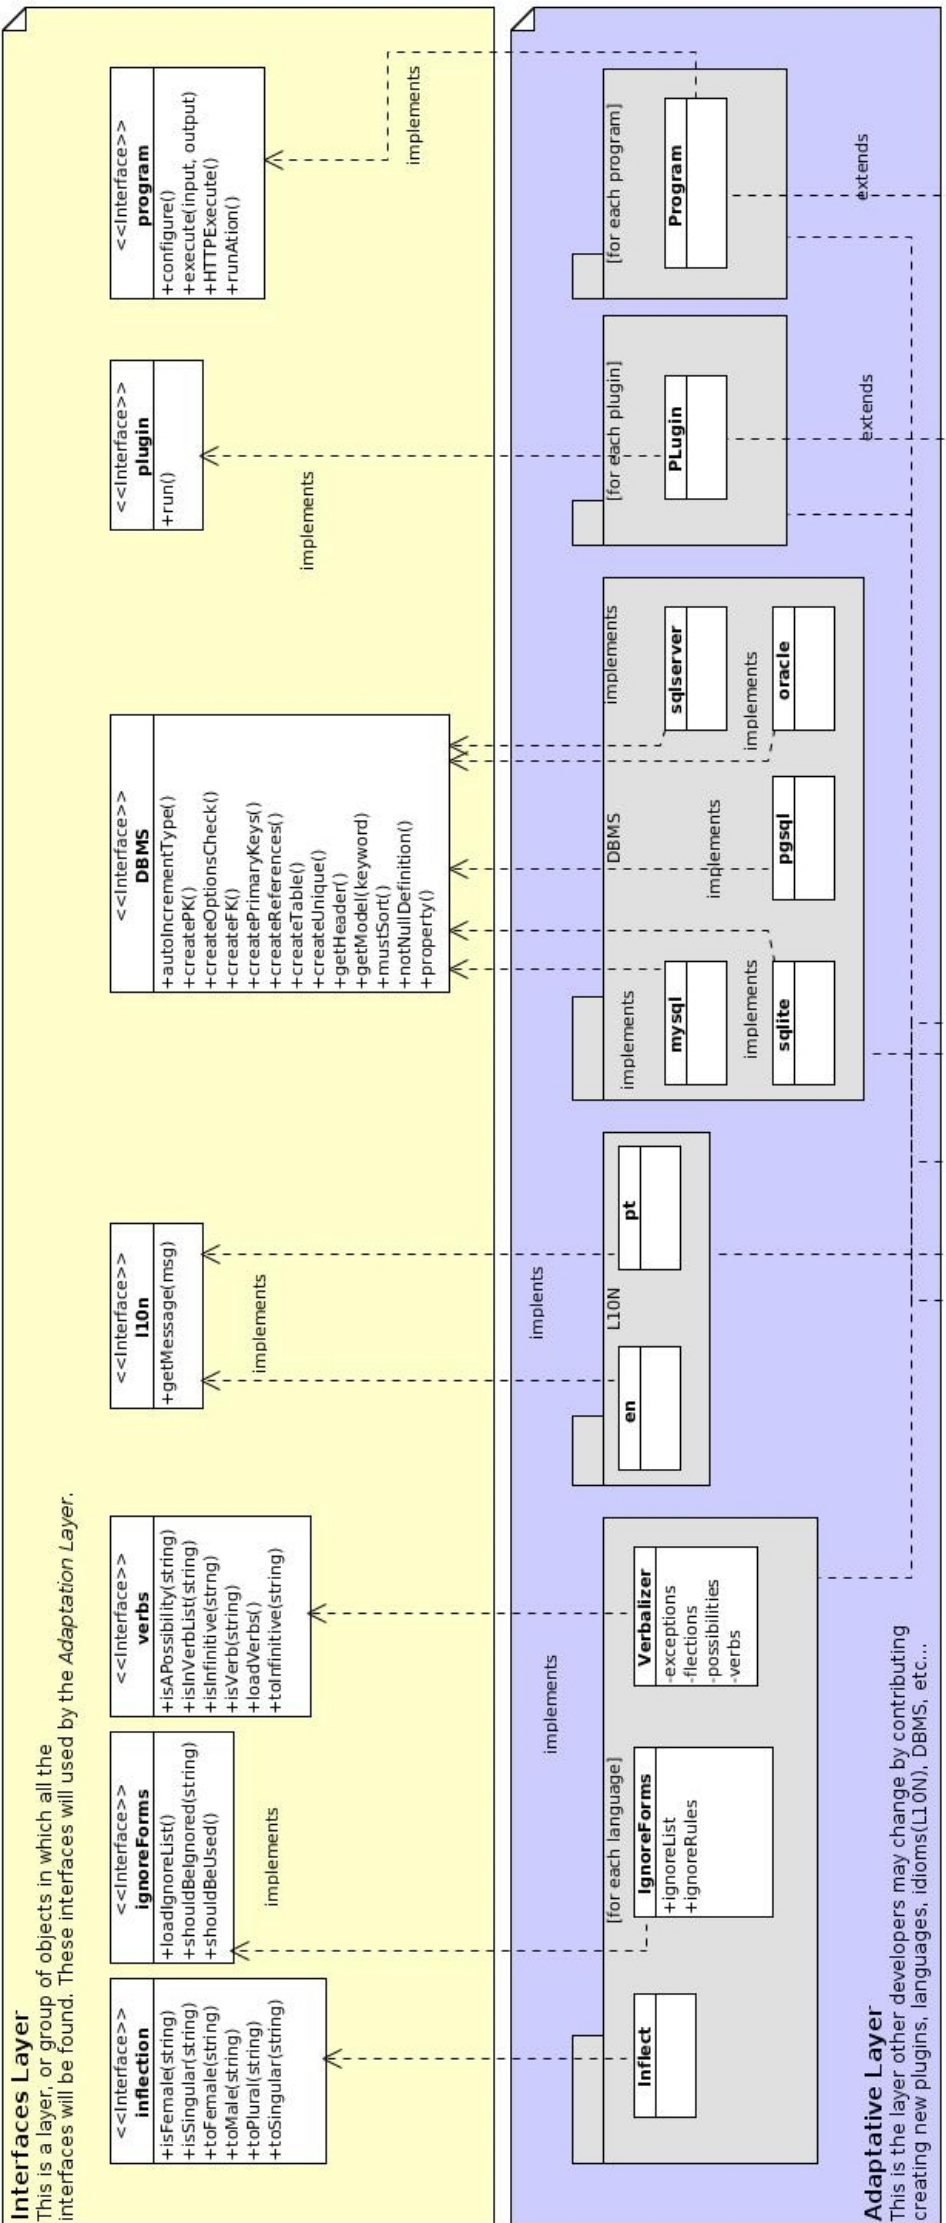 Interfaces Layer
This is a layer, or group of objects in which all the
interfaces will be found. These interfaces will used by the Adaptation Layer.
<<Interface>>
inflection
+isFemale(string)
+isSingular(string)
+toFemale(string)
+toMale(string)
+toPlural(string)
+toSingular(string)
<<Interface>>
ignoreForms
+loadIgnoreList()
+shouldBeIgnored(string)
+shouldBeUsed()
<<Interface>>
verbs
+isAPossibility(string)
+isInVerbList(string)
+isInfinitive(strng)
+isVerb(string)
+loadVerbs()
+toInfinitive(string)
<<Interface>>
l10n
+getMessage(msg)
<<Interface>>
DBMS
+autoIncrementType()
+createPK()
+createOptionsCheck()
+createFK()
+createPrimaryKeys()
+createReferences()
+createTable()
+createUnique()
+getHeader()
+getModel(keyword)
+mustSort()
+notNullDefinition()
+property()
<<Interface>>
plugin
+run()
<<Interface>>
program
+configure()
+execute(input, output)
+HTTPExecute()
+runAtion()
implements
implements
implements
implements
implements
implents
[for each language]
Inflect
IgnoreForms
+ignoreList
+ignoreRules
Verbalizer
-exceptions
-flections
-possibilities
-verbs
L10N
en
pt
DBMS
implements
mysql
implements
sqlite
implements
pgsql
implements
sqlserver
implements
oracle
[for each plugin]
PLugin
extends
[for each program]
Program
extends
Adaptative Layer
This is the layer other developers may change by contributing
creating new plugins, languages, idioms(L10N), DBMS, etc...